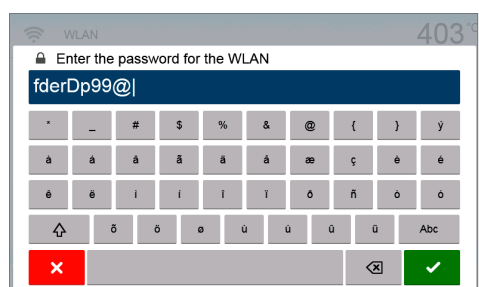 WLAN 403°C
Enter the password for the WLAN
fderDp99@
* _ # $ % & @ { } ý
à á â ã ä å æ ç è é
ê ë ì í î ï ð ñ ò ó
õ ö ø ù ú û ü Abc